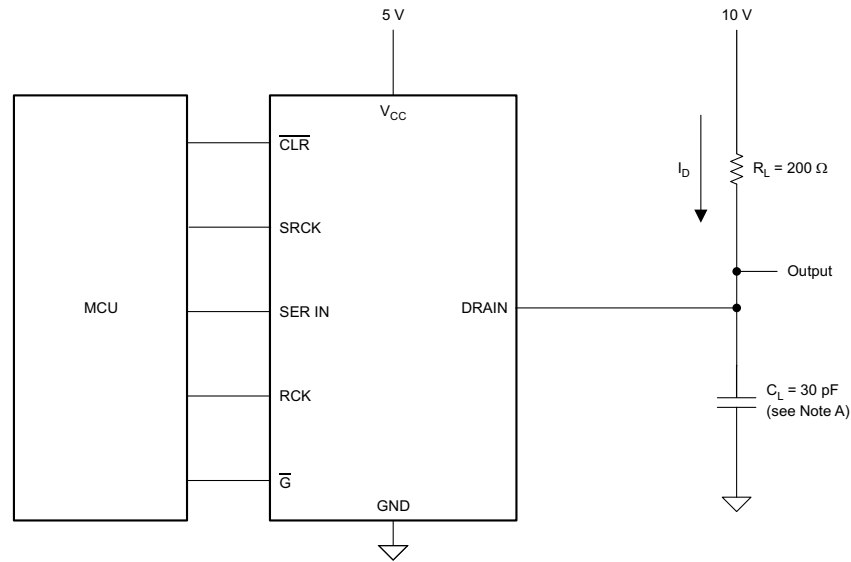 5 V
10 V
V_CC
CLR
SRCK
SER IN
RCK
G
MCU
DRAIN
GND
I_D
R_L = 200 Ω
Output
C_L = 30 pF
(see Note A)